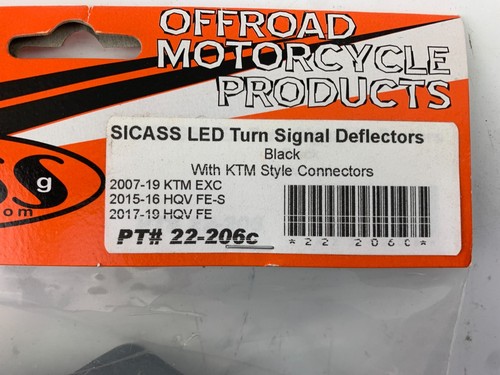 OFFROAD
MOTORCYCLE
PRODUCTS
SICASS LED Turn Signal Deflectors
Black
With KTM Style Connectors
2007-19 KTM EXC
2015-16 HQV FE-S
2017-19 HQV FE
PT# 22-206c
*22 206C*
g
om